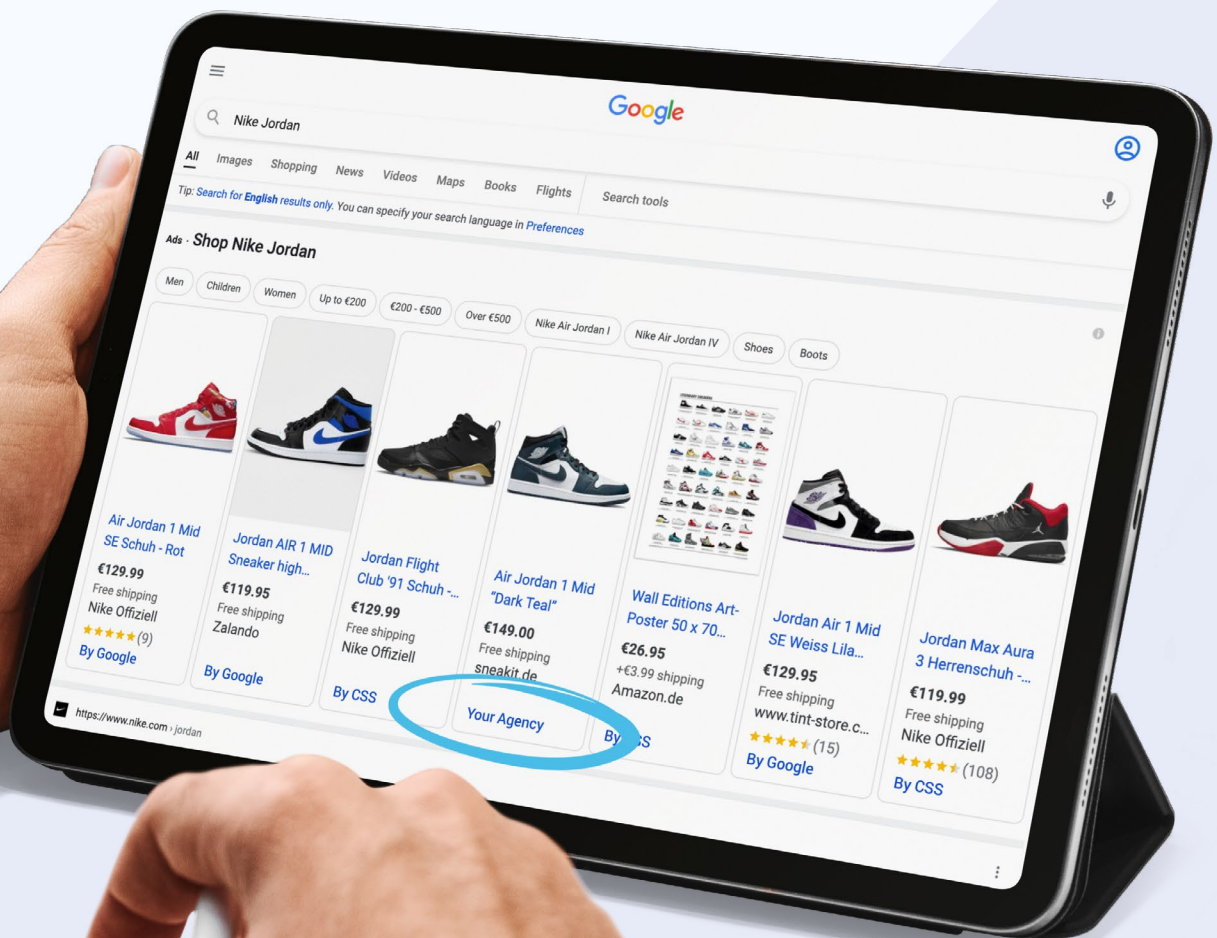 Google
Nike Jordan
All Images Shopping News Videos Maps Books Flights Search tools
Tip: Search for English results only. You can specify your search language in Preferences
Ads · Shop Nike Jordan
Men Children Women Up to €200 €200 - €500 Over €500 Nike Air Jordan I Nike Air Jordan IV Shoes Boots
Air Jordan 1 Mid
SE Schuh - Rot
€129.99
Free shipping
Nike Offiziell
(9)
By Google
Jordan AIR 1 MID
Sneaker high...
€119.95
Free shipping
Zalando
By Google
Jordan Flight
Club '91 Schuh -...
€129.99
Free shipping
Nike Offiziell
By CSS
Air Jordan 1 Mid
"Dark Teal"
€149.00
Free shipping
sneakit.de
Your Agency
Wall Editions Art-
Poster 50 x 70...
€26.95
+€3.99 shipping
Amazon.de
By CSS
Jordan Air 1 Mid
SE Weiss Lila...
€129.95
Free shipping
www.tint-store.c...
(15)
By Google
Jordan Max Aura
3 Herrenschuh -...
€119.99
Free shipping
Nike Offiziell
(108)
By CSS
https://www.nike.com › jordan